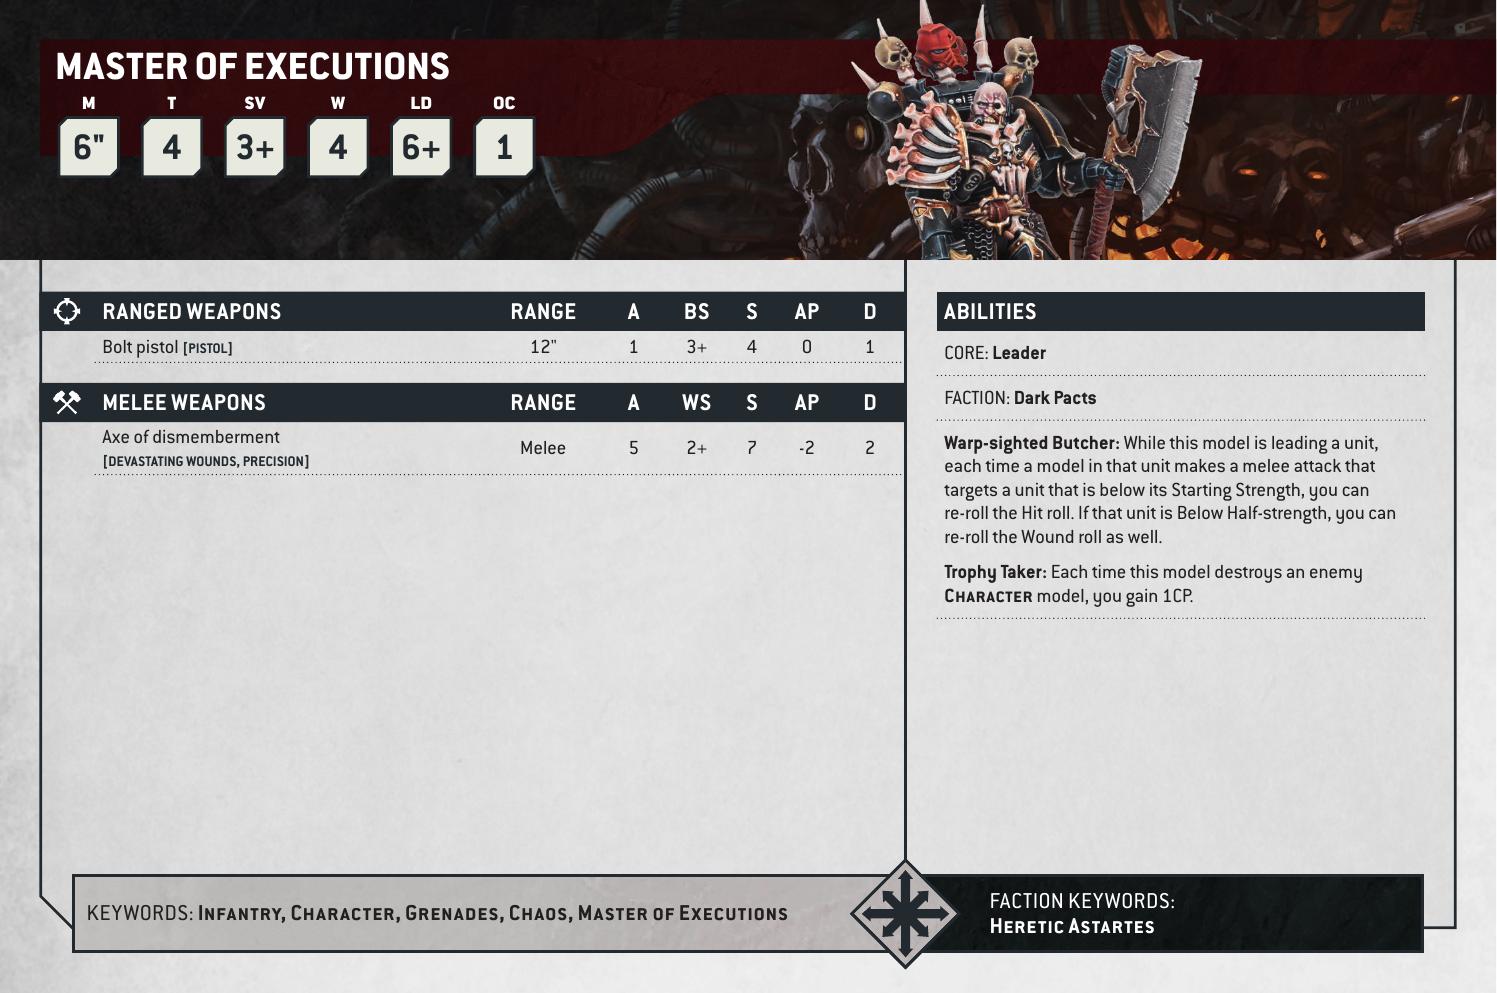 MASTER OF EXECUTIONS
M T SV W LD OC
6" 4 3+ 4 6+ 1
RANGED WEAPONS RANGE A BS S AP D
Bolt pistol [PISTOL] 12" 1 3+ 4 0 1
MELEE WEAPONS RANGE A WS S AP D
Axe of dismemberment
[DEVASTATING WOUNDS, PRECISION] Melee 5 2+ 7 -2 2
ABILITIES
CORE: Leader
FACTION: Dark Pacts
Warp-sighted Butcher: While this model is leading a unit,
each time a model in that unit makes a melee attack that
targets a unit that is below its Starting Strength, you can
re-roll the Hit roll. If that unit is Below Half-strength, you can
re-roll the Wound roll as well.
Trophy Taker: Each time this model destroys an enemy
CHARACTER model, you gain 1CP.
KEYWORDS: INFANTRY, CHARACTER, GRENADES, CHAOS, MASTER OF EXECUTIONS
FACTION KEYWORDS:
HERETIC ASTARTES